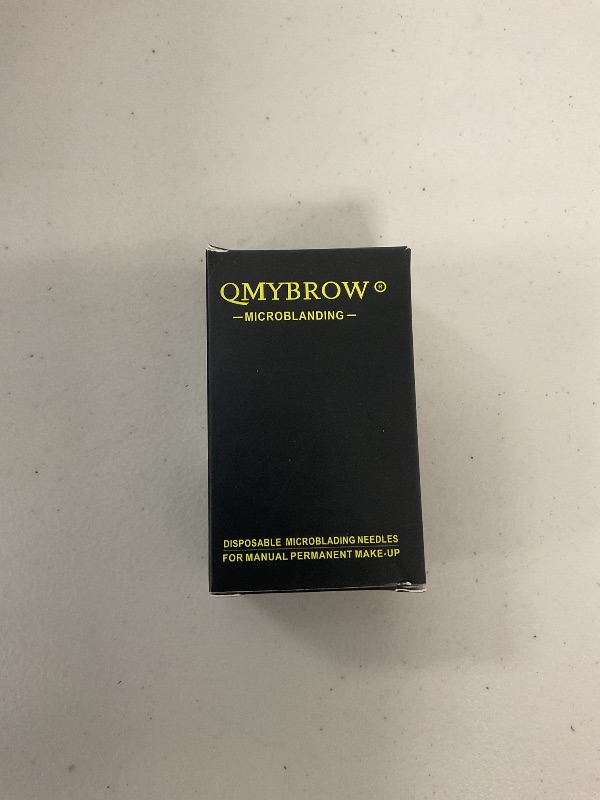 QMYBROW ®
—MICROBLANDING—
DISPOSABLE MICROBLADING NEEDLES
FOR MANUAL PERMANENT MAKE-UP